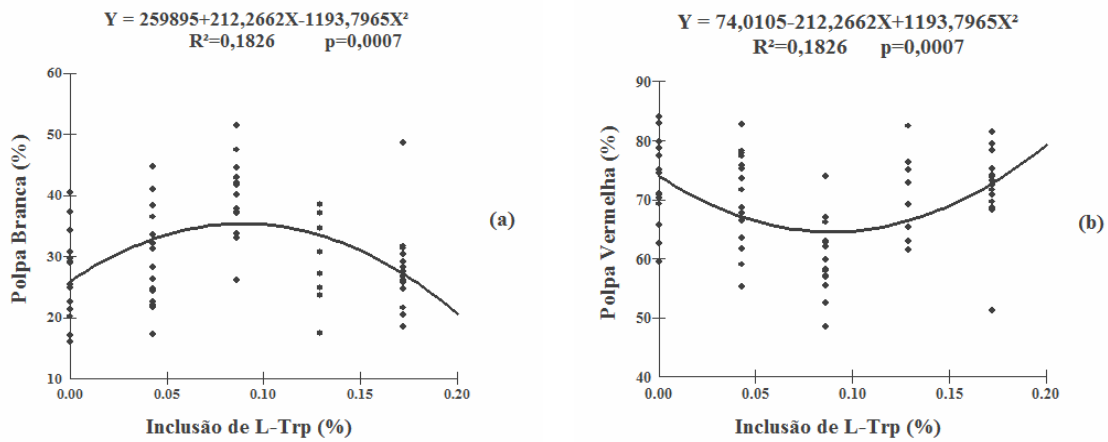 Y = 259895+212,2662X-1193,7965X²
R²=0,1826 p=0,0007
60
50
40
30
20
10
Polpa Branca (%)
0.00 0.05 0.10 0.15 0.20
Inclusão de L-Trp (%)
(a)
Y = 74,0105-212,2662X+1193,7965X²
R²=0,1826 p=0,0007
90
80
70
60
50
40
Polpa Vermelha (%)
0.00 0.05 0.10 0.15 0.20
Inclusão de L-Trp (%)
(b)